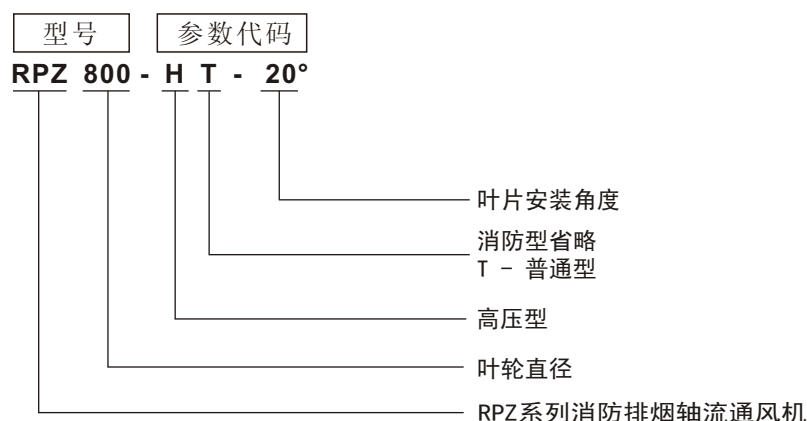 型号 参数代码
RPZ 800 - H T - 20°
叶片安装角度
消防型省略
T - 普通型
高压型
叶轮直径
RPZ系列消防排烟轴流通风机